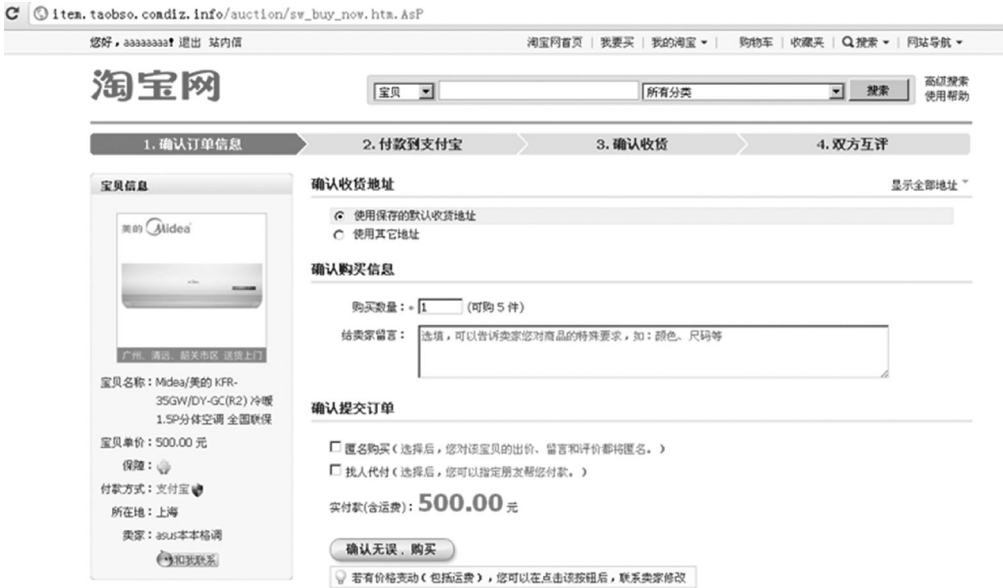 item.taobso.comdiz.info/auction/sw_buy_now.htm.AsP
您好，aaaaaaaa! 退出 站内信
淘宝网首页 | 我要买 | 我的淘宝 | 购物车 | 收藏夹 | 搜索 | 网站导航
淘宝网
宝贝 所有分类 搜索
高级搜索
使用帮助
1.确认订单信息 2.付款到支付宝 3.确认收货 4.双方互评
宝贝信息
美的 Midea
广州、清远、韶关市区 送货上门
宝贝名称：Midea/美的 KFR-
35GW/DY-GC(R2) 冷暖
1.5P分体空调 全国联保
宝贝单价：500.00 元
保障：
付款方式：支付宝
所在地：上海
卖家：asus本本格调
和我联系
确认收货地址 显示全部地址
使用保存的默认收货地址
使用其它地址
确认购买信息
购买数量：* 1 (可购 5 件)
给卖家留言： 选填，可以告诉卖家您对商品的特殊要求，如：颜色、尺码等
确认提交订单
匿名购买（选择后，您对该宝贝的出价、留言和评价都将匿名。）
找人代付（选择后，您可以指定朋友帮您付款。）
实付款(含运费)：500.00 元
确认无误，购买
若有价格变动（包括运费），您可以在点击该按钮后，联系卖家修改